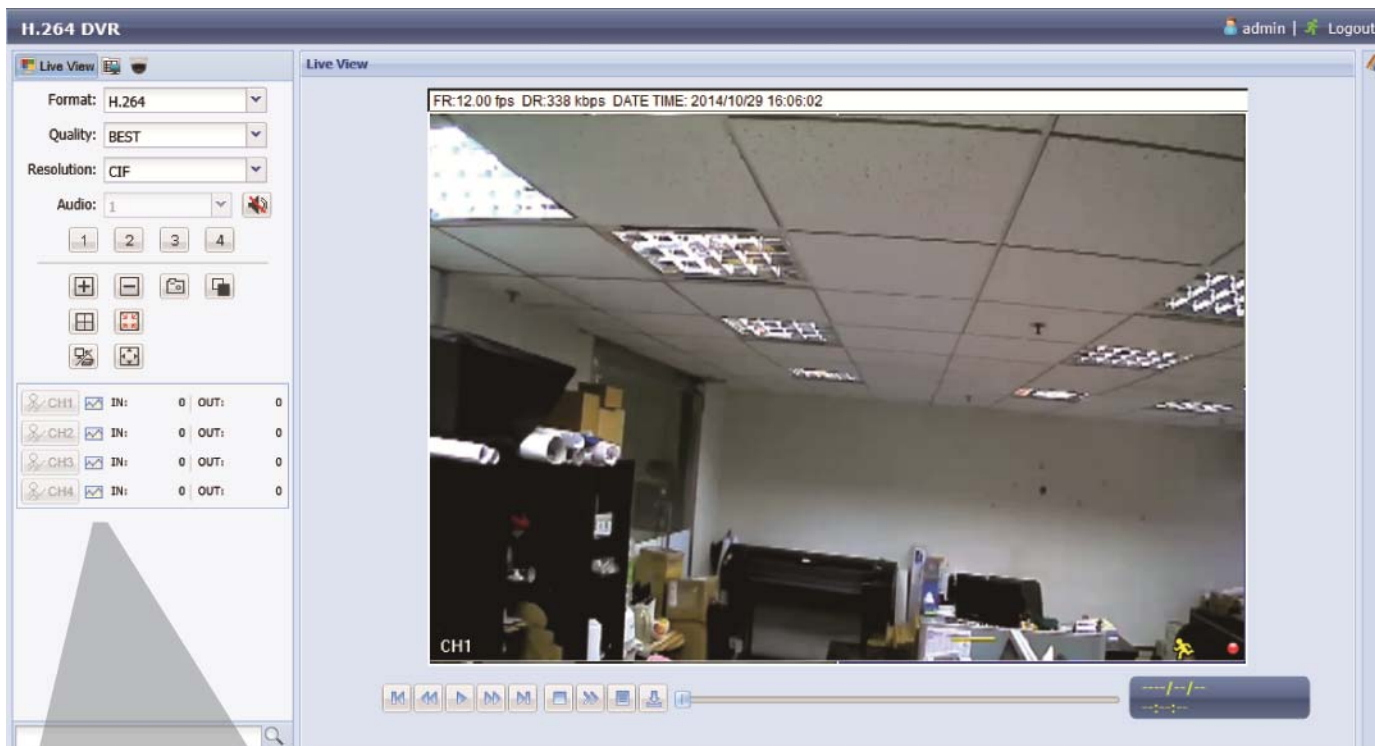 H.264 DVR
admin | Logout
Live View
Live View
Format: H.264
Quality: BEST
Resolution: CIF
Audio: 1
1 2 3 4
FR:12.00 fps DR:338 kbps DATE TIME: 2014/10/29 16:06:02
CH1 IN: 0 OUT: 0
CH2 IN: 0 OUT: 0
CH3 IN: 0 OUT: 0
CH4 IN: 0 OUT: 0
CH1
----/--/--
--:--:--